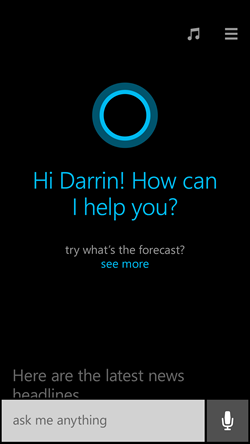 Hi Darrin! How can
I help you?
try what's the forecast?
see more
Here are the latest news
headlines
ask me anything